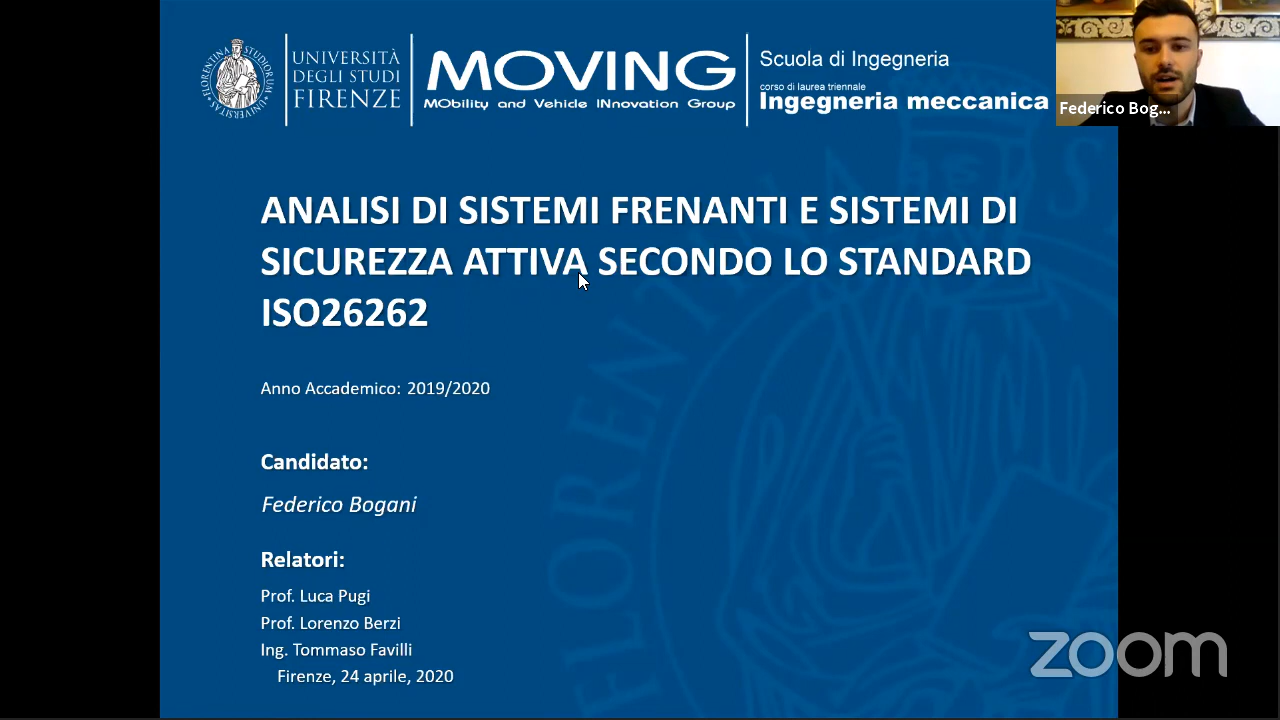 UNIVERSITÀ
DEGLI STUDI
FIRENZE
MOVING
MObility and Vehicle INnovation Group
Scuola di Ingegneria
corso di laurea triennale
Ingegneria meccanica
Federico Bog...
ANALISI DI SISTEMI FRENANTI E SISTEMI DI
SICUREZZA ATTIVA SECONDO LO STANDARD
ISO26262
Anno Accademico: 2019/2020
Candidato:
Federico Bogani
Relatori:
Prof. Luca Pugi
Prof. Lorenzo Berzi
Ing. Tommaso Favilli
Firenze, 24 aprile, 2020
zoom